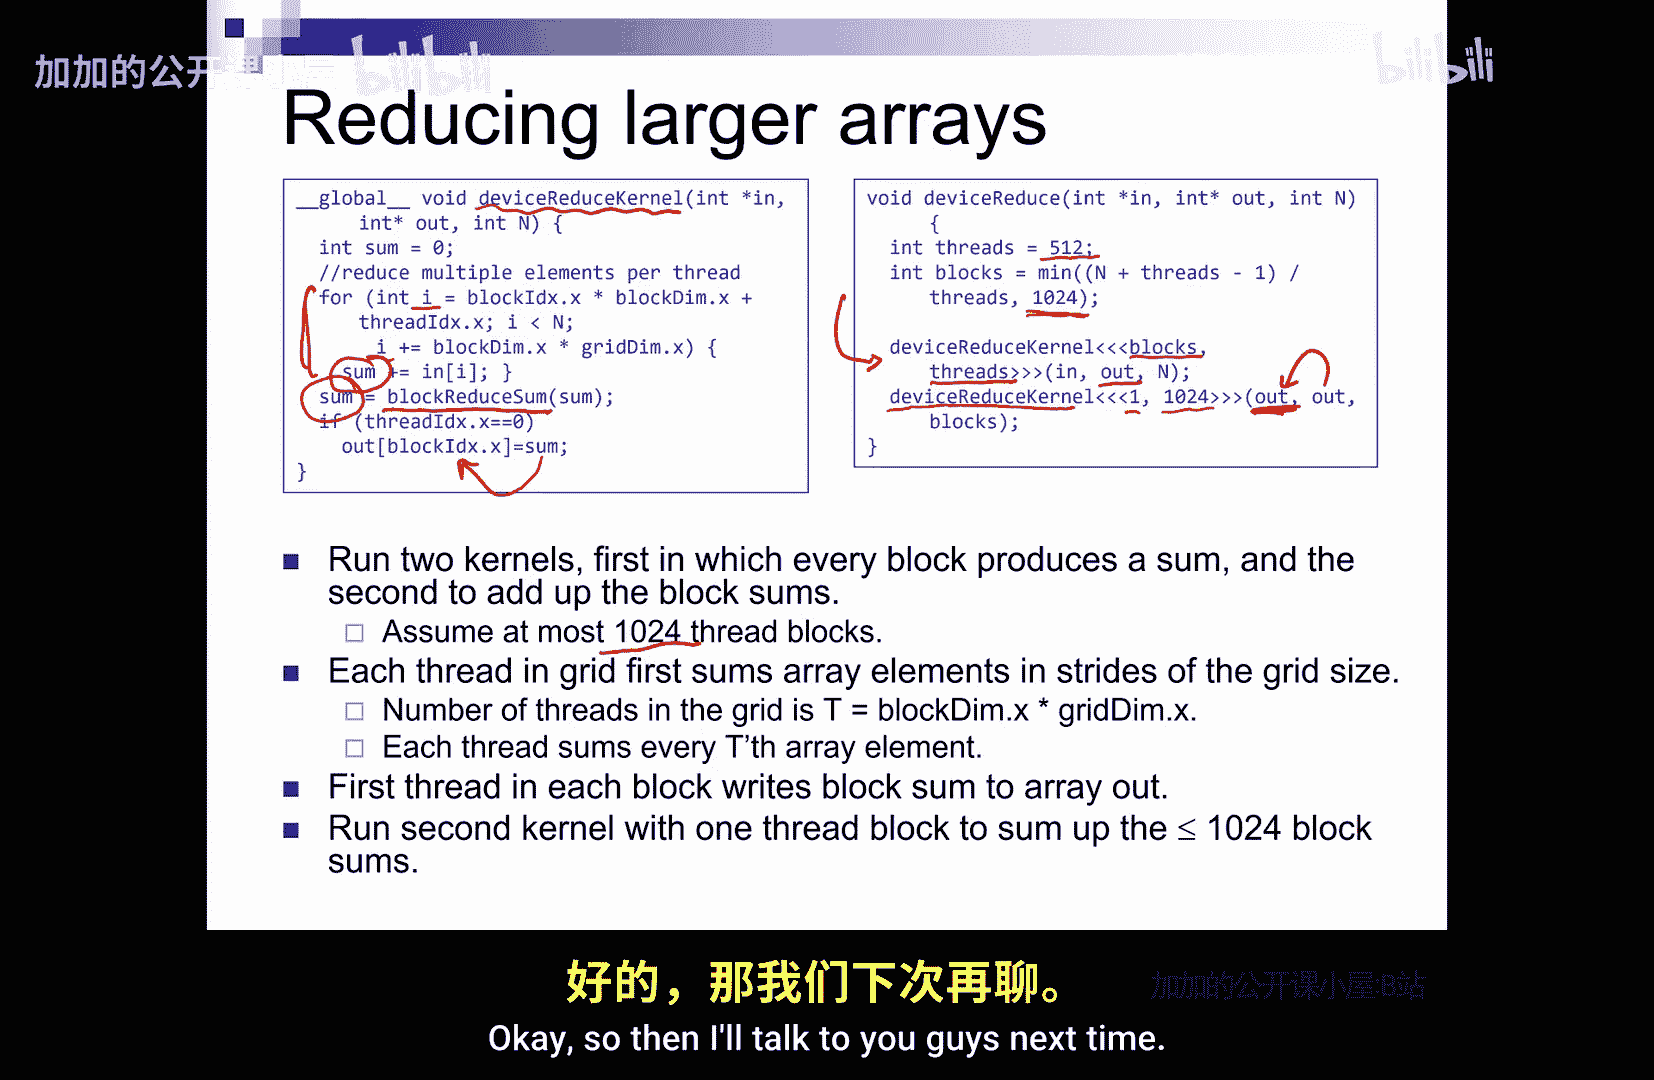 加加的公开课小屋 bilibili
bilibili
Reducing larger arrays
__global__ void deviceReduceKernel(int *in,
int* out, int N) {
int sum = 0;
//reduce multiple elements per thread
for (int i = blockIdx.x * blockDim.x +
threadIdx.x; i < N;
i += blockDim.x * gridDim.x) {
sum += in[i]; }
sum = blockReduceSum(sum);
if (threadIdx.x==0)
out[blockIdx.x]=sum;
}
void deviceReduce(int *in, int* out, int N)
{
int threads = 512;
int blocks = min((N + threads - 1) /
threads, 1024);
deviceReduceKernel<<<blocks,
threads>>>(in, out, N);
deviceReduceKernel<<<1, 1024>>>(out, out,
blocks);
}
Run two kernels, first in which every block produces a sum, and the
second to add up the block sums.
Assume at most 1024 thread blocks.
Each thread in grid first sums array elements in strides of the grid size.
Number of threads in the grid is T = blockDim.x * gridDim.x.
Each thread sums every T’th array element.
First thread in each block writes block sum to array out.
Run second kernel with one thread block to sum up the ≤ 1024 block
sums.
好的，那我们下次再聊。
加加的公开课小屋:B站
Okay, so then I'll talk to you guys next time.